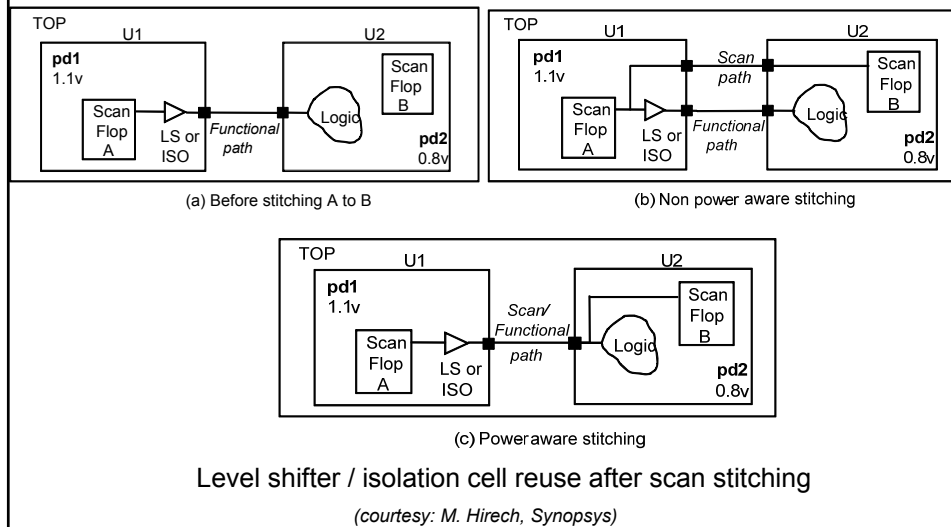 TOP
U1
U2
pd1
1.1v
Scan
Flop
A
LS or
ISO
Functional
path
Logic
Scan
Flop
B
pd2
0.8v
(a) Before stitching A to B
TOP
U1
U2
pd1
1.1v
Scan
path
Scan
Flop
A
LS or
ISO
Functional
path
Logic
Scan
Flop
B
pd2
0.8v
(b) Non power aware stitching
TOP
U1
U2
pd1
1.1v
Scan
Flop
A
LS or
ISO
Scan/
Functional
path
Logic
Scan
Flop
B
pd2
0.8v
(c) Power aware stitching
Level shifter / isolation cell reuse after scan stitching
(courtesy: M. Hirech, Synopsys)